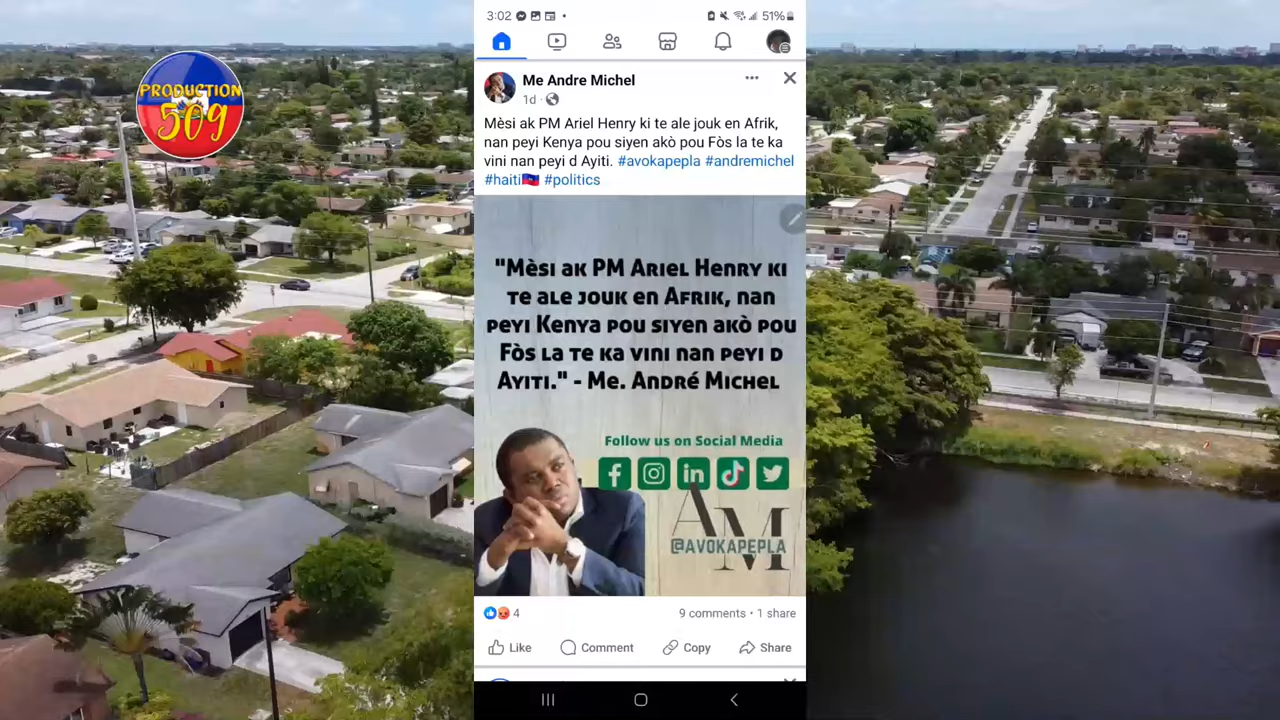 PRODUCTION
509
3:02
51%
Me Andre Michel
1d
Mèsi ak PM Ariel Henry ki te ale jouk en Afrik,
nan peyi Kenya pou siyen akò pou Fòs la te ka
vini nan peyi d Ayiti. #avokapepla #andremichel
#haiti🇭🇹 #politics
"Mèsi ak PM Ariel Henry ki
te ale jouk en Afrik, nan
peyi Kenya pou siyen akò pou
Fòs la te ka vini nan peyi d
Ayiti." - Me. André Michel
Follow us on Social Media
AM
@AVOKAPEPLA
4
9 comments • 1 share
Like
Comment
Copy
Share